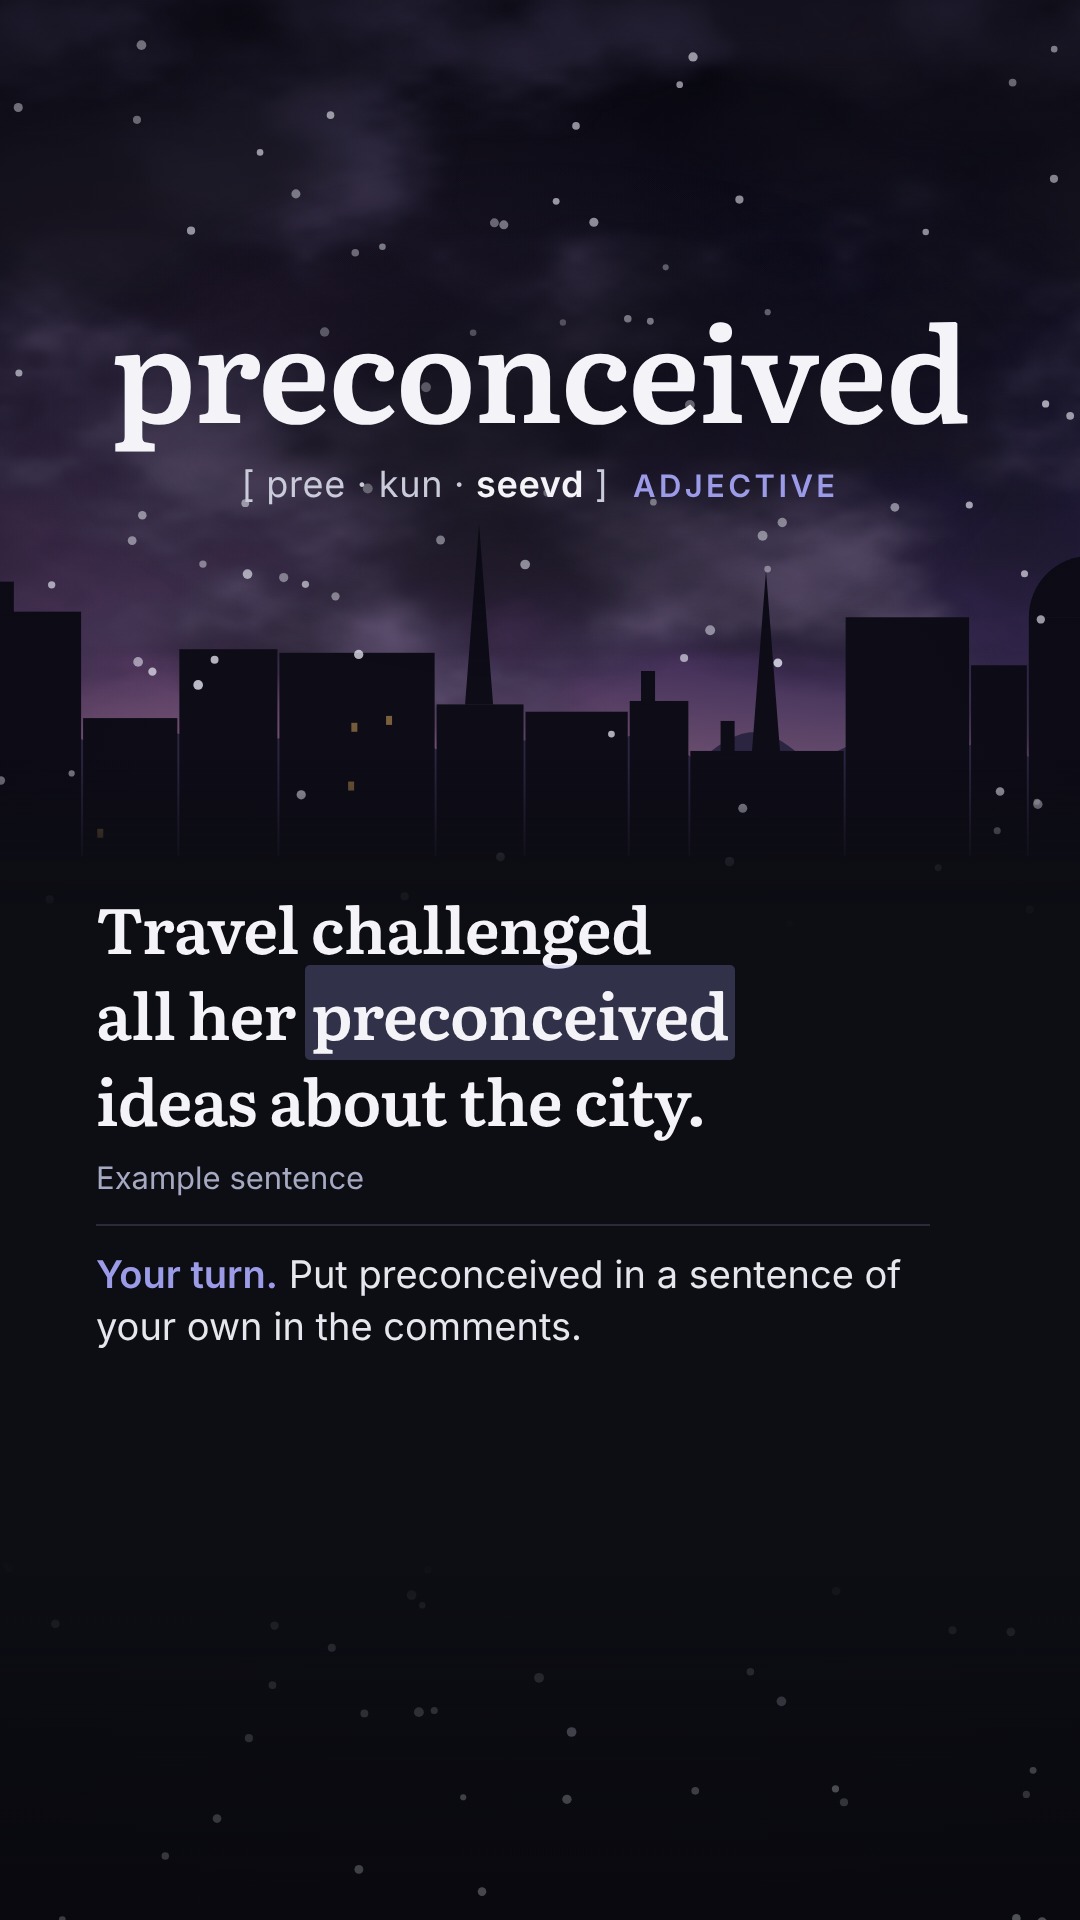 preconceived
[ pree · kun · seevd ] ADJECTIVE
Travel challenged
all her preconceived
ideas about the city.
Example sentence
Your turn. Put preconceived in a sentence of
your own in the comments.